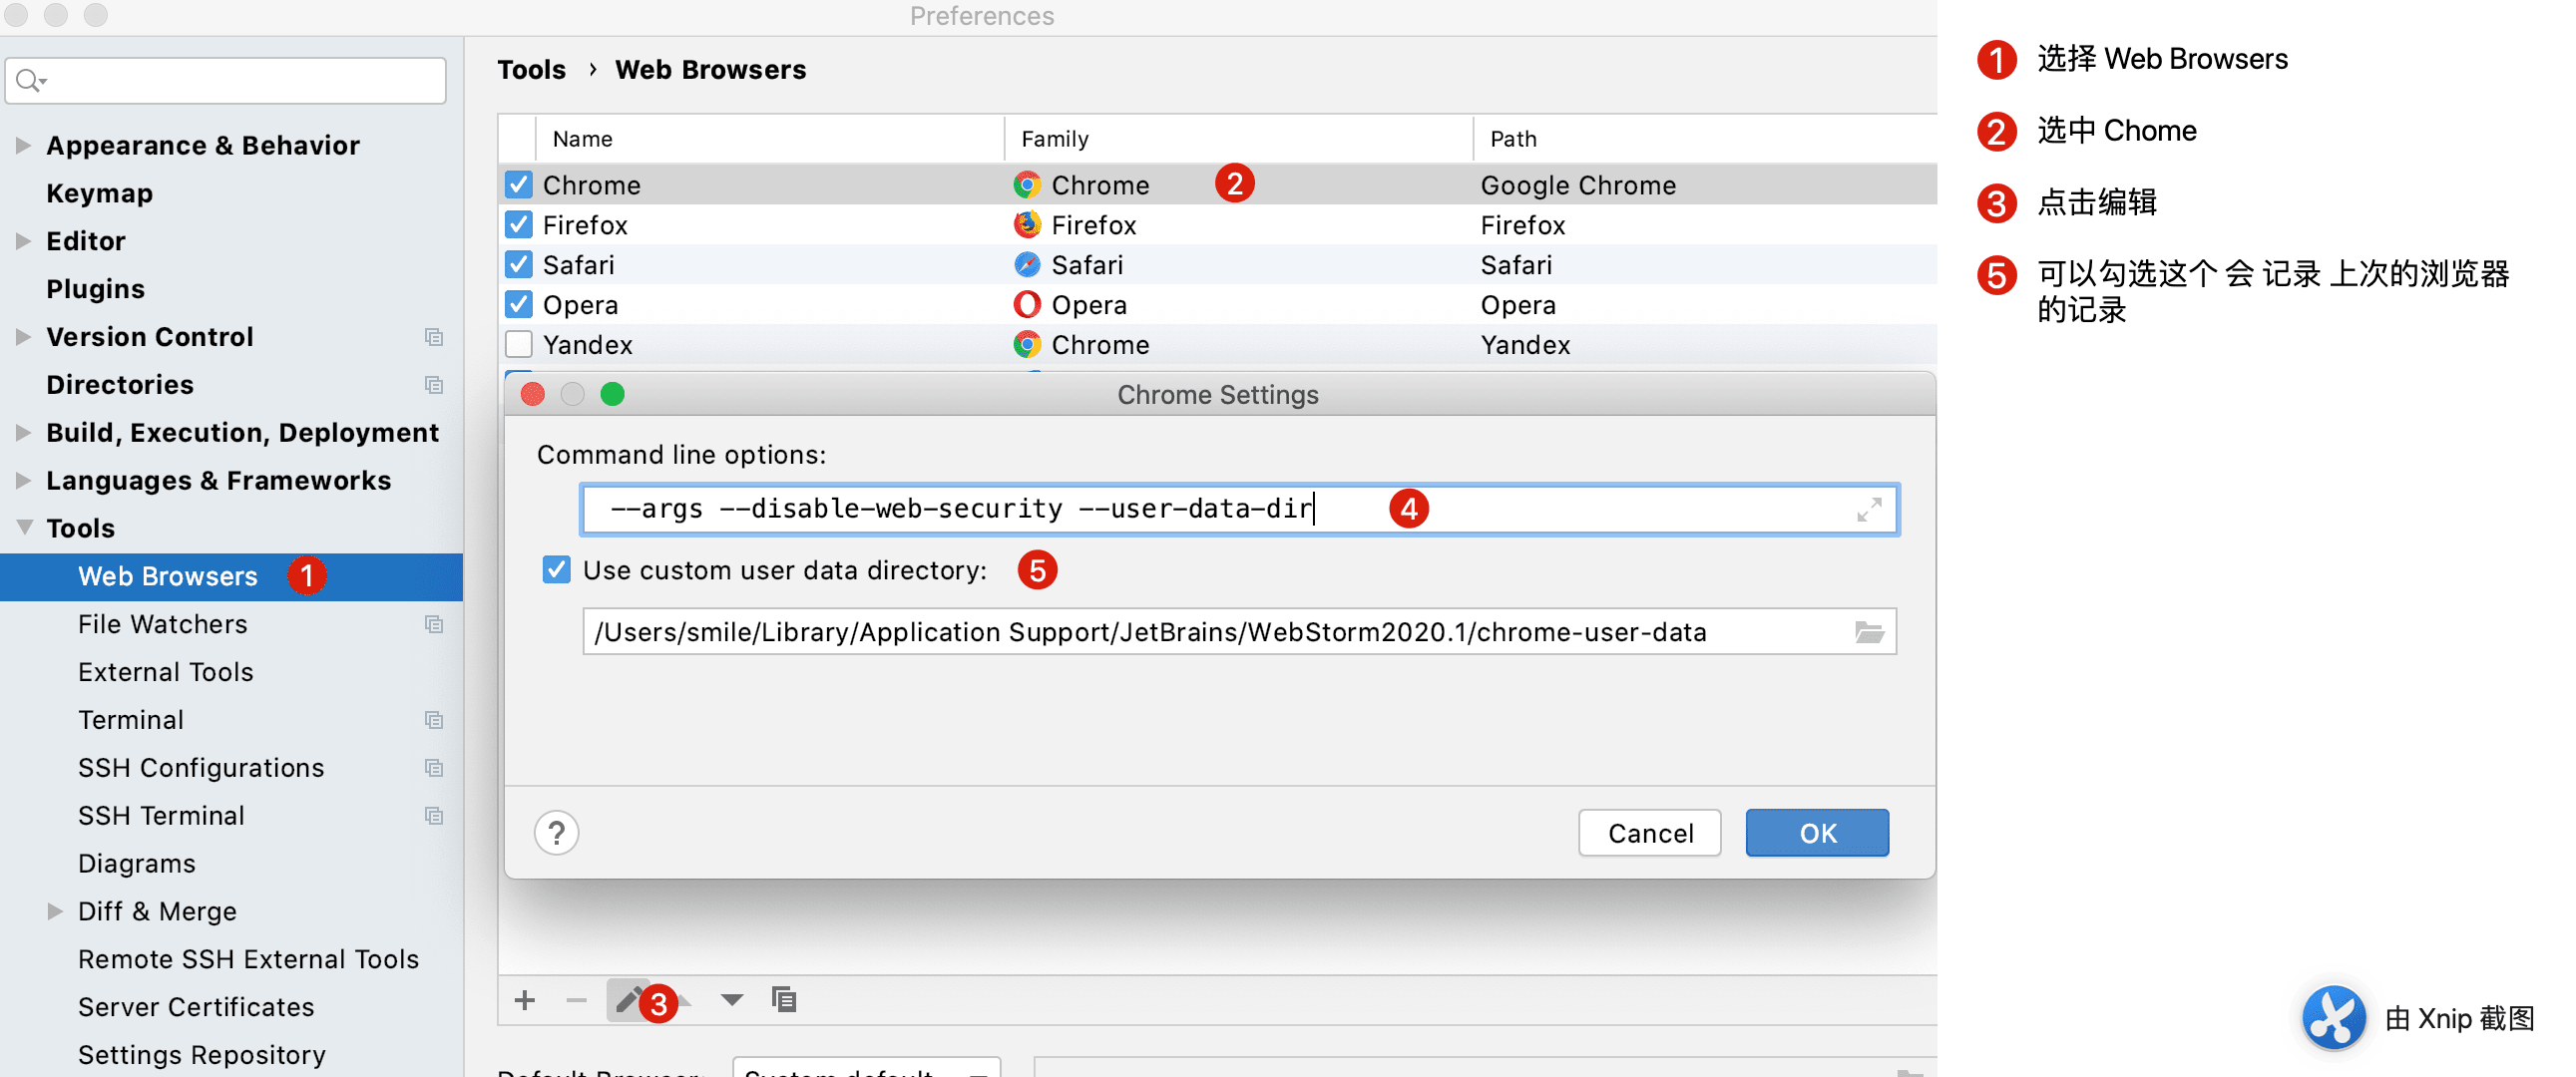 Preferences
Tools › Web Browsers
Appearance & Behavior
Keymap
Editor
Plugins
Version Control
Directories
Build, Execution, Deployment
Languages & Frameworks
Tools
Web Browsers 1
File Watchers
External Tools
Terminal
SSH Configurations
SSH Terminal
Diagrams
Diff & Merge
Remote SSH External Tools
Server Certificates
Settings Repository
Name Family Path
Chrome Chrome 2 Google Chrome
Firefox Firefox Firefox
Safari Safari Safari
Opera Opera Opera
Yandex Chrome Yandex
Chrome Settings
Command line options:
--args --disable-web-security --user-data-dir 4
Use custom user data directory: 5
/Users/smile/Library/Application Support/JetBrains/WebStorm2020.1/chrome-user-data
? Cancel OK
3
Default Browser: System default
1 选择 Web Browsers
2 选中 Chome
3 点击编辑
5 可以勾选这个 会 记录 上次的浏览器
的记录
由 Xnip 截图